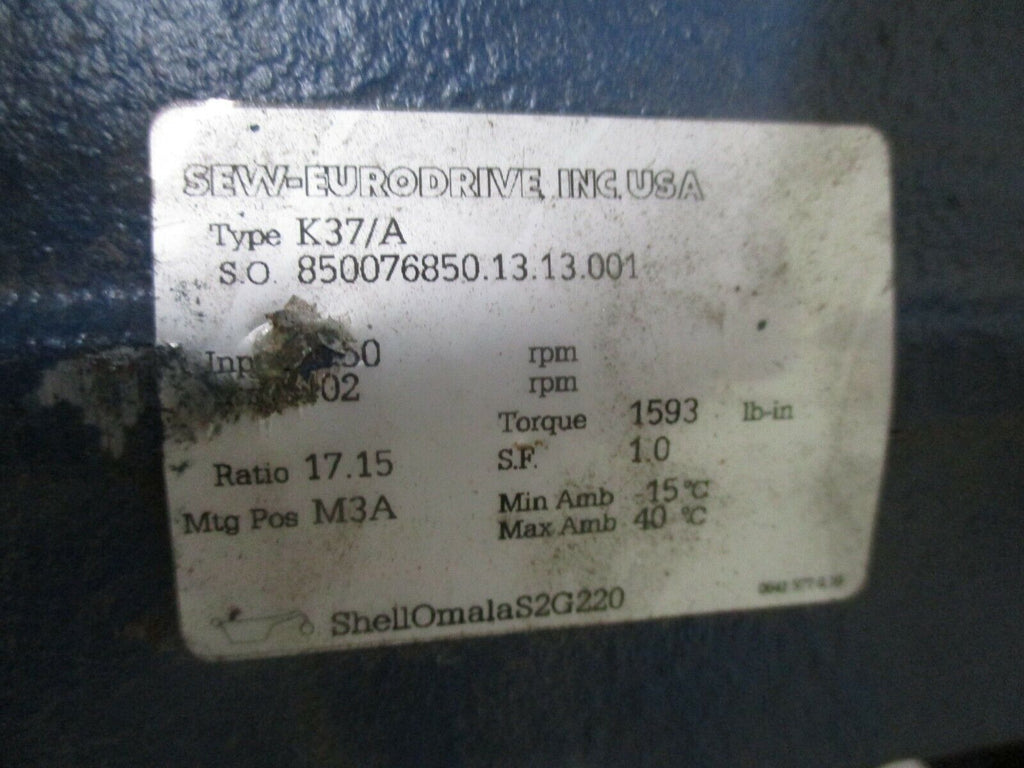 SEW-EURODRIVE, INC. USA
Type K37/A
S.O. 850076850.13.13.001
rpm
02 rpm
Torque 1593 lb-in
Ratio 17.15 S.F. 1.0
Mtg Pos M3A Min Amb -15 °C
Max Amb 40 °C
ShellOmalaS2G220